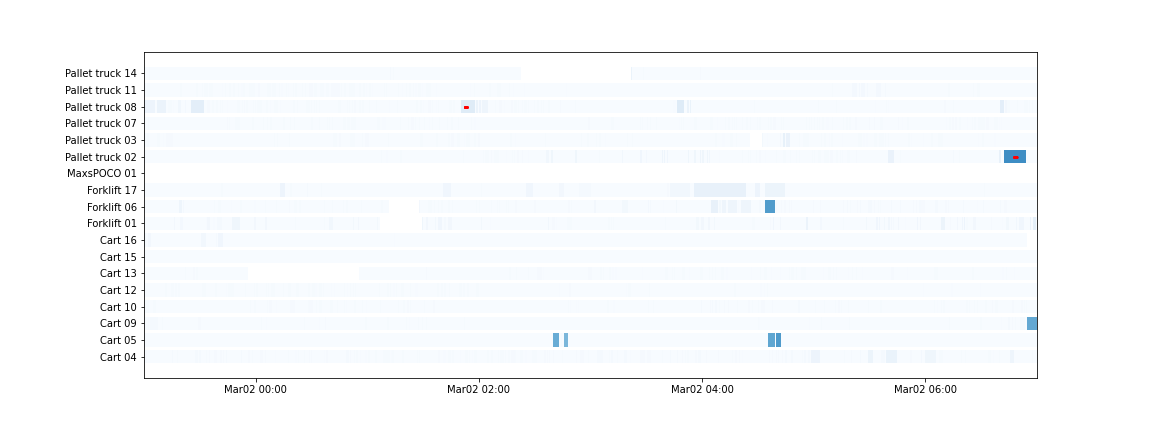 Pallet truck 14
Pallet truck 11
Pallet truck 08
Pallet truck 07
Pallet truck 03
Pallet truck 02
MaxsPOCO 01
Forklift 17
Forklift 06
Forklift 01
Cart 16
Cart 15
Cart 13
Cart 12
Cart 10
Cart 09
Cart 05
Cart 04
Mar02 00:00 Mar02 02:00 Mar02 04:00 Mar02 06:00